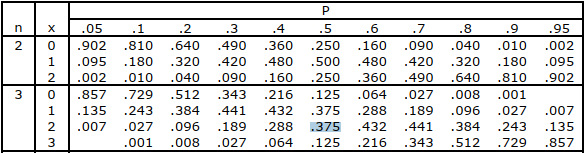 P
n x .05 .1 .2 .3 .4 .5 .6 .7 .8 .9 .95
2 0 .902 .810 .640 .490 .360 .250 .160 .090 .040 .010 .002
1 .095 .180 .320 .420 .480 .500 .480 .420 .320 .180 .095
2 .002 .010 .040 .090 .160 .250 .360 .490 .640 .810 .902
3 0 .857 .729 .512 .343 .216 .125 .064 .027 .008 .001
1 .135 .243 .384 .441 .432 .375 .288 .189 .096 .027 .007
2 .007 .027 .096 .189 .288 .375 .432 .441 .384 .243 .135
3 .001 .008 .027 .064 .125 .216 .343 .512 .729 .857